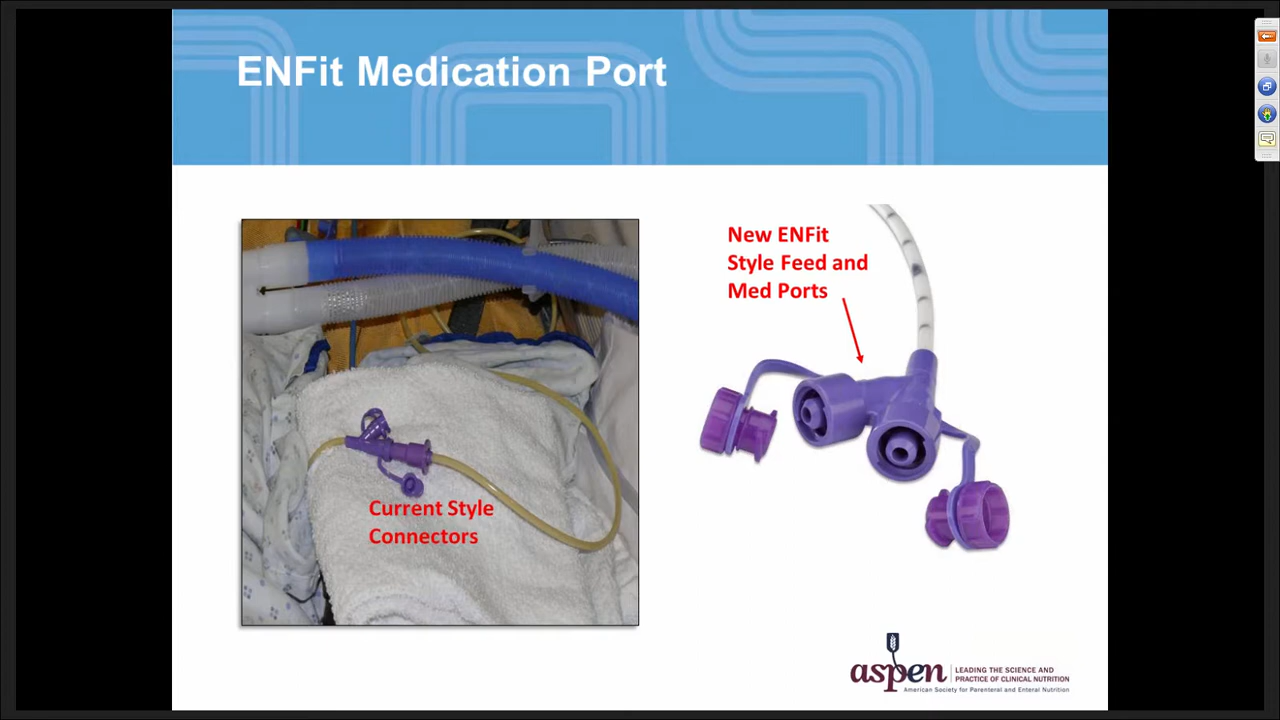 ENFit Medication Port
New ENFit
Style Feed and
Med Ports
Current Style
Connectors
aspen
LEADING THE SCIENCE AND
PRACTICE OF CLINICAL NUTRITION
American Society for Parenteral and Enteral Nutrition